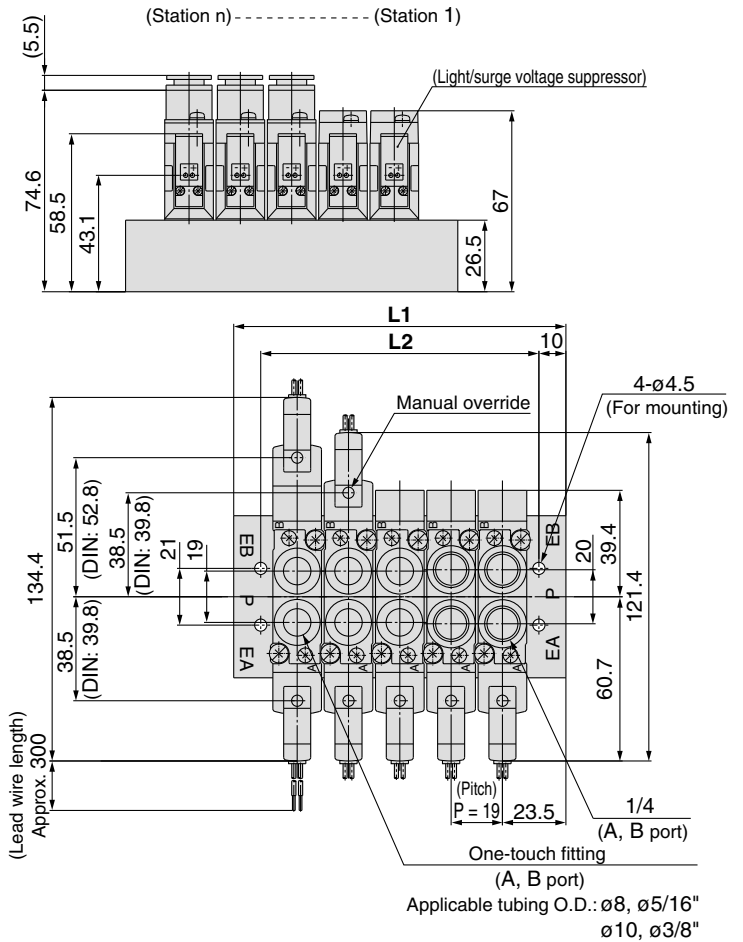 (Station n)
(Station 1)
(5.5)
(Light/surge voltage suppressor)
74.6
58.5
43.1
67
26.5
L1
L2
10
4-ø4.5
(For mounting)
Manual override
134.4
51.5
(DIN: 52.8)
38.5
(DIN: 39.8)
21
19
EB
P
EA
B
B
B
B
B
EB
P
EA
20
39.4
121.4
60.7
38.5
(DIN: 39.8)
A
A
A
A
A
(Lead wire length)
Approx. 300
(Pitch)
P = 19
23.5
1/4
(A, B port)
One-touch fitting
(A, B port)
Applicable tubing O.D.: ø8, ø5/16"
ø10, ø3/8"